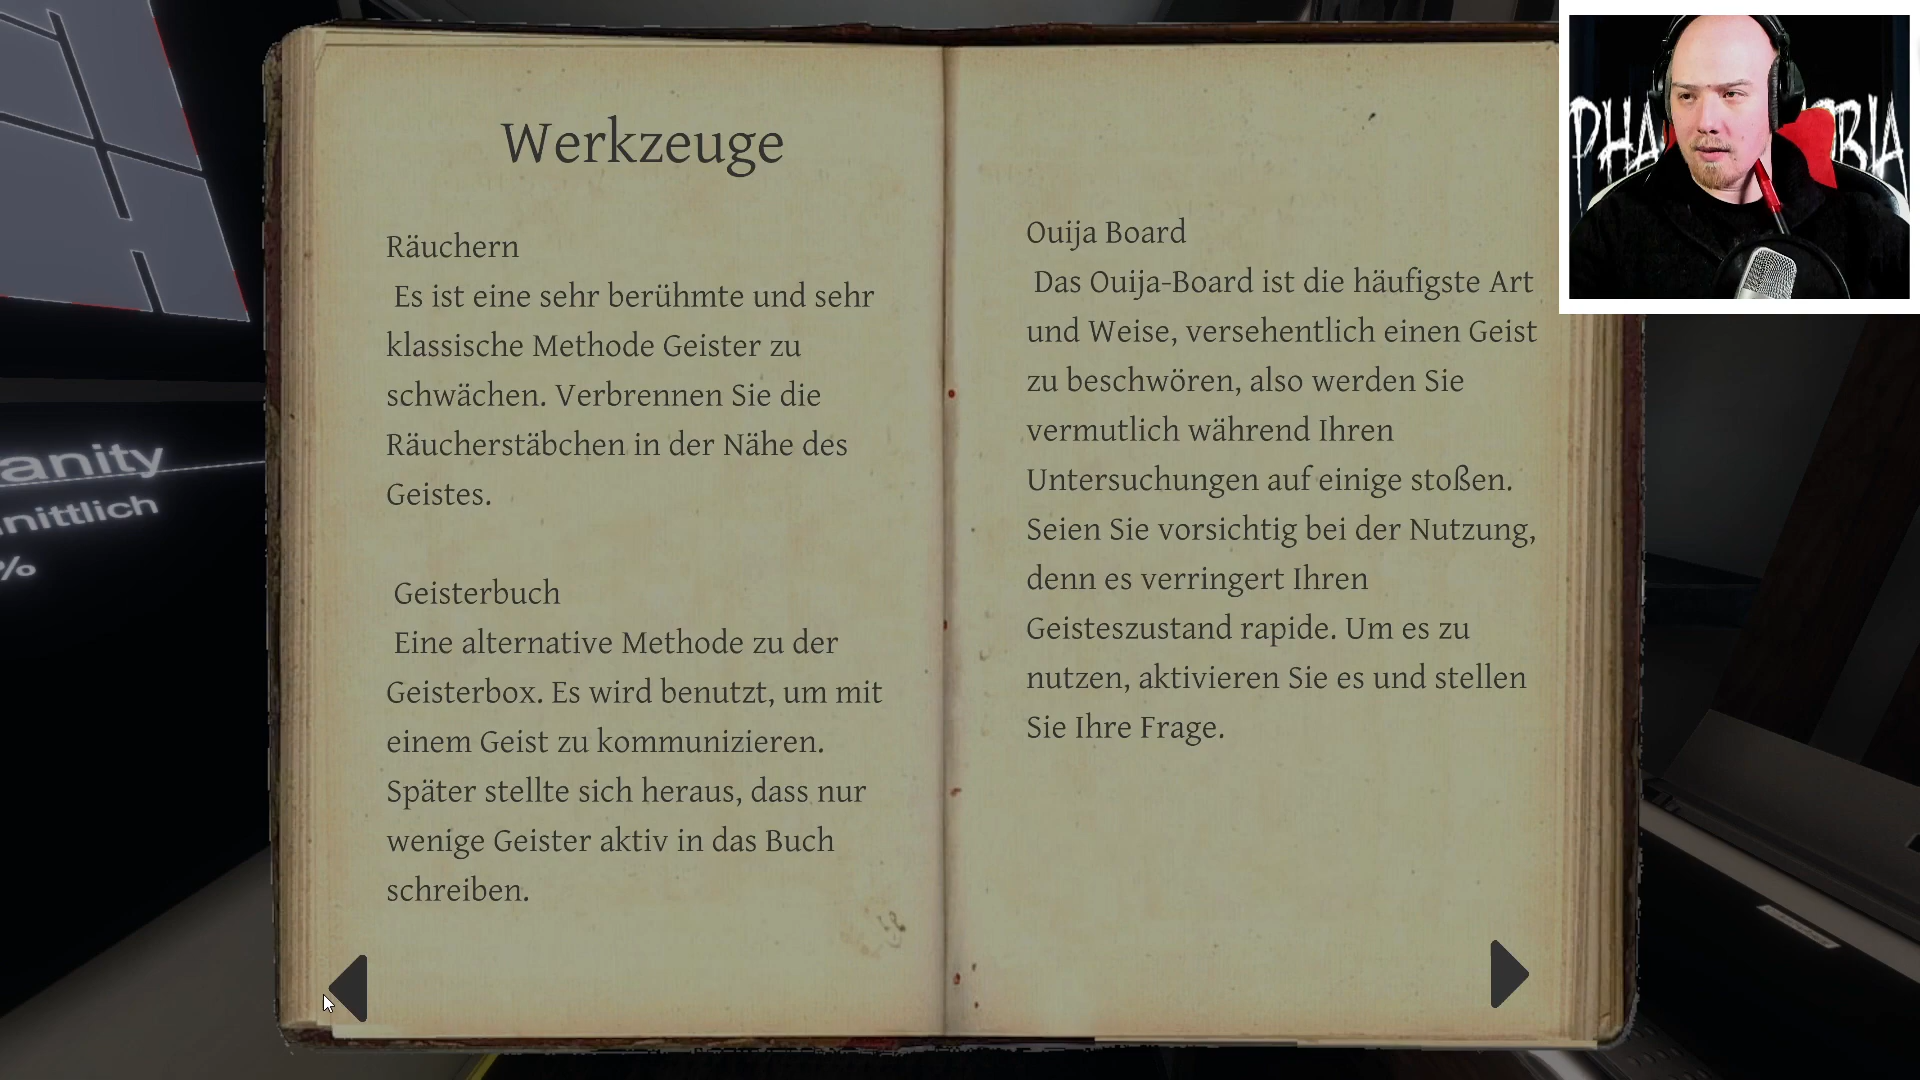 Werkzeuge
Räuchern
Es ist eine sehr berühmte und sehr
klassische Methode Geister zu
schwächen. Verbrennen Sie die
Räucherstäbchen in der Nähe des
Geistes.
Geisterbuch
Eine alternative Methode zu der
Geisterbox. Es wird benutzt, um mit
einem Geist zu kommunizieren.
Später stellte sich heraus, dass nur
wenige Geister aktiv in das Buch
schreiben.
Ouija Board
Das Ouija-Board ist die häufigste Art
und Weise, versehentlich einen Geist
zu beschwören, also werden Sie
vermutlich während Ihren
Untersuchungen auf einige stoßen.
Seien Sie vorsichtig bei der Nutzung,
denn es verringert Ihren
Geisteszustand rapide. Um es zu
nutzen, aktivieren Sie es und stellen
Sie Ihre Frage.
anity
nittlich
%
PHA
BIA